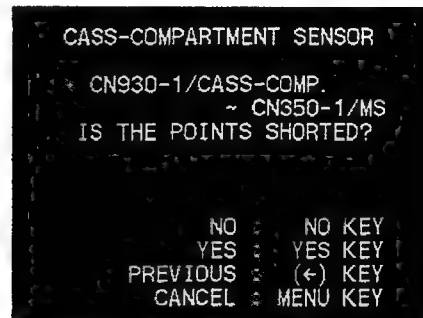 CASS-COMPARTMENT SENSOR
* CN930-1/CASS-COMP.
~ CN350-1/MS
IS THE POINTS SHORTED?
NO : NO KEY
YES : YES KEY
PREVIOUS : (←) KEY
CANCEL : MENU KEY